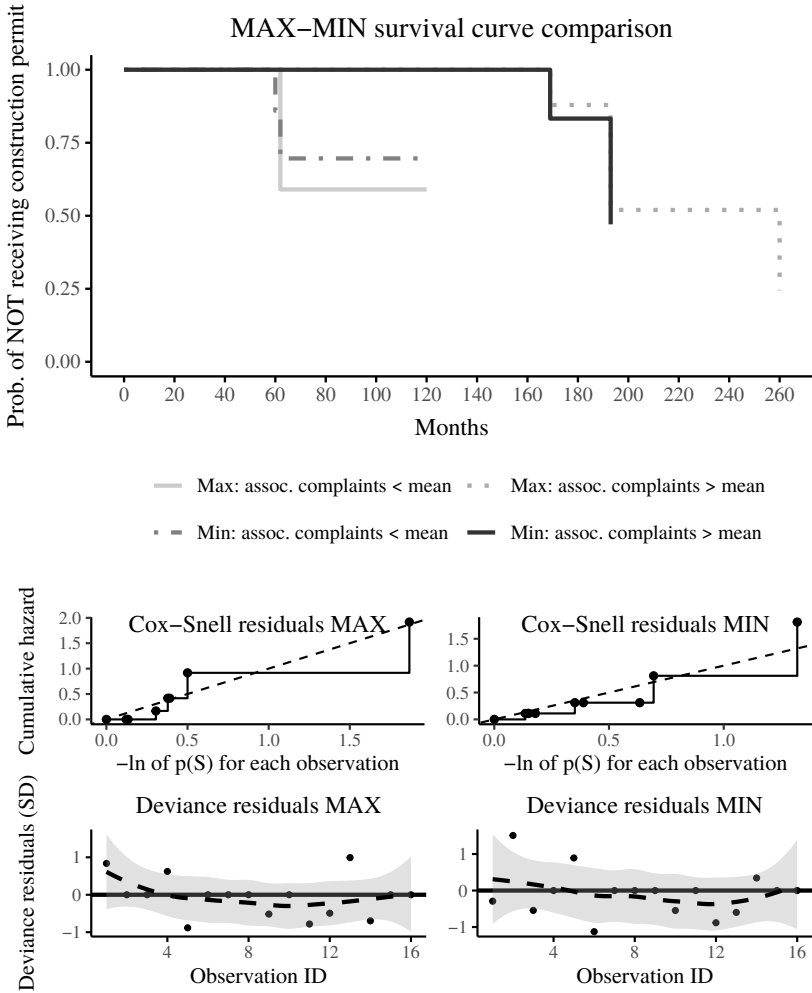 MAX−MIN survival curve comparison
Prob. of NOT receiving construction permit
1.00
0.75
0.50
0.25
0.00
0 20 40 60 80 100 120 140 160 180 200 220 240 260
Months
Max: assoc. complaints < mean
Max: assoc. complaints > mean
Min: assoc. complaints < mean
Min: assoc. complaints > mean
Cumulative hazard
Cox−Snell residuals MAX
2.0
1.5
1.0
0.5
0.0
0.0 0.5 1.0 1.5
−ln of p(S) for each observation
Cox−Snell residuals MIN
1.5
1.0
0.5
0.0
0.0 0.5 1.0
−ln of p(S) for each observation
Deviance residuals (SD)
Deviance residuals MAX
1
0
−1
4 8 12 16
Observation ID
Deviance residuals MIN
1
0
−1
4 8 12 16
Observation ID